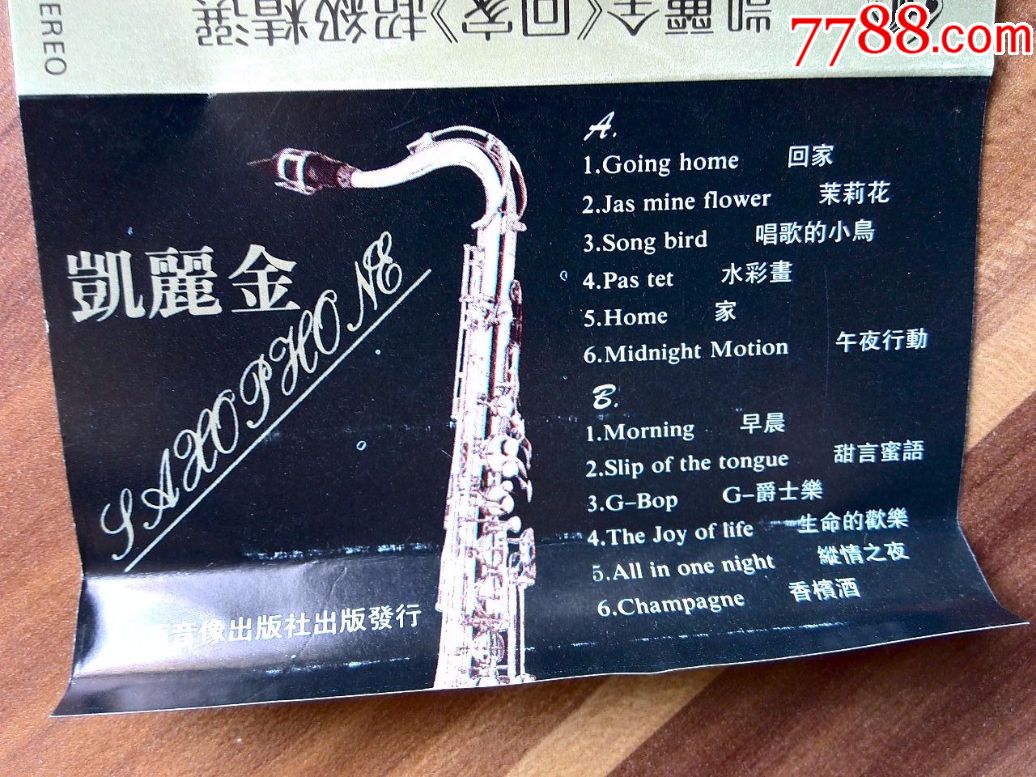 7788.com
EREO
凱麗金《回家》超級精選
凱麗金
SAXOPHONE
A.
1.Going home 回家
2.Jas mine flower 茉莉花
3.Song bird 唱歌的小鳥
4.Pas tet 水彩畫
5.Home 家
6.Midnight Motion 午夜行動
B.
1.Morning 早晨
2.Slip of the tongue 甜言蜜語
3.G-Bop G-爵士樂
4.The Joy of life 生命的歡樂
5.All in one night 縱情之夜
6.Champagne 香檳酒
音像出版社出版發行